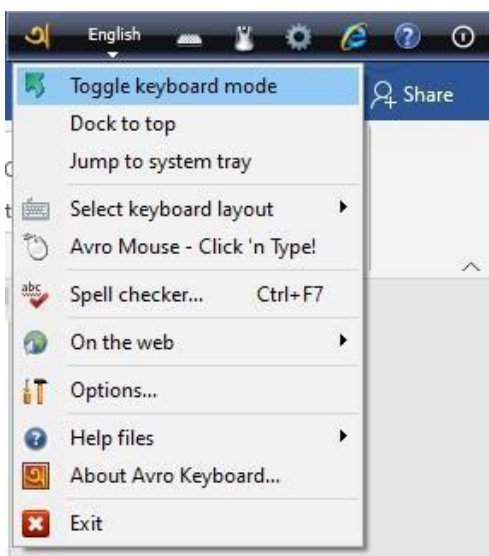 অ English
Share
Toggle keyboard mode
Dock to top
Jump to system tray
Select keyboard layout
Avro Mouse - Click 'n Type!
abc
Spell checker... Ctrl+F7
On the web
Options...
Help files
About Avro Keyboard...
Exit